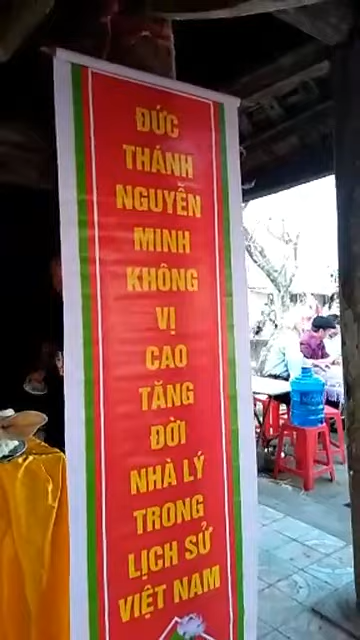 ĐỨC
THÁNH
NGUYỄN
MINH
KHÔNG
VỊ
CAO
TĂNG
ĐỜI
NHÀ LÝ
TRONG
LỊCH SỬ
VIỆT NAM